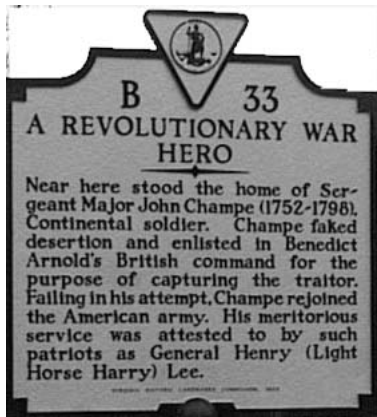 B 33
A REVOLUTIONARY WAR
HERO
Near here stood the home of Ser-
geant Major John Champe (1752-1798),
Continental soldier. Champe faked
desertion and enlisted in Benedict
Arnold's British command for the
purpose of capturing the traitor.
Failing in his attempt, Champe rejoined
the American army. His meritorious
service was attested to by such
patriots as General Henry (Light
Horse Harry) Lee.